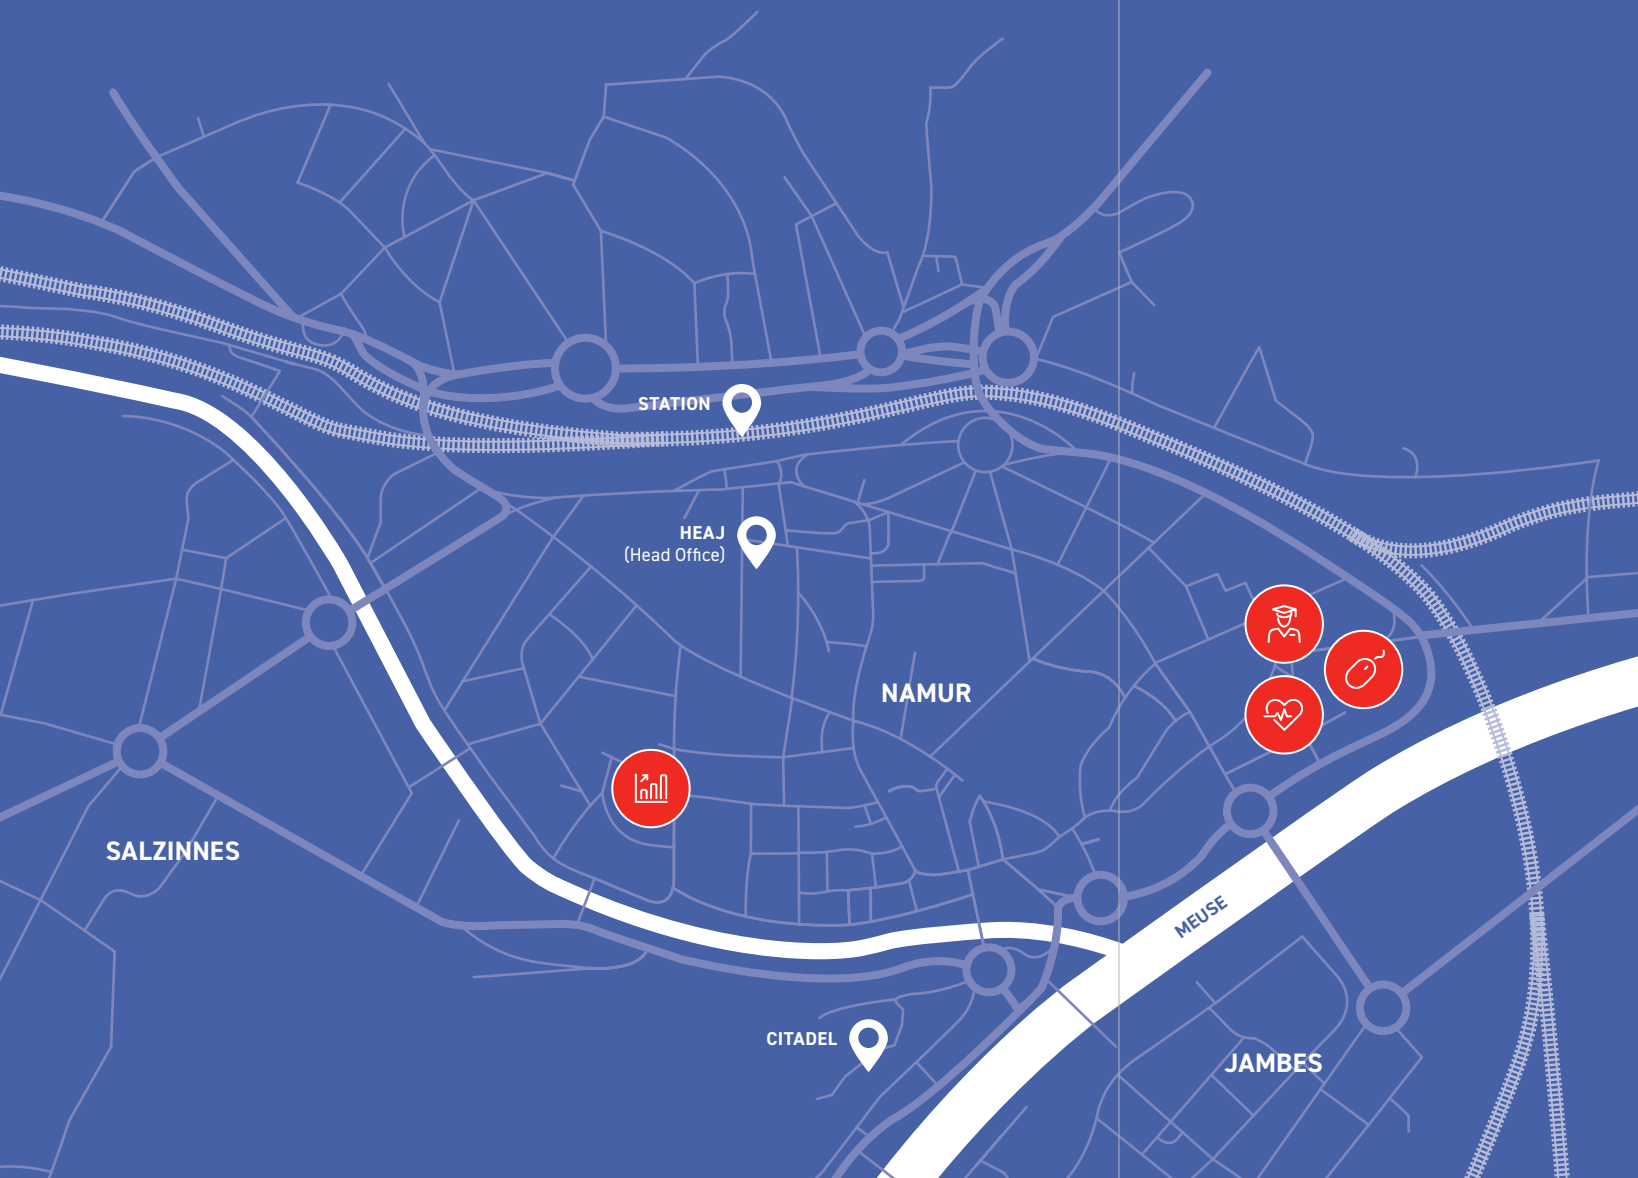 STATION
HEAJ
(Head Office)
NAMUR
SALZINNES
MEUSE
CITADEL
JAMBES